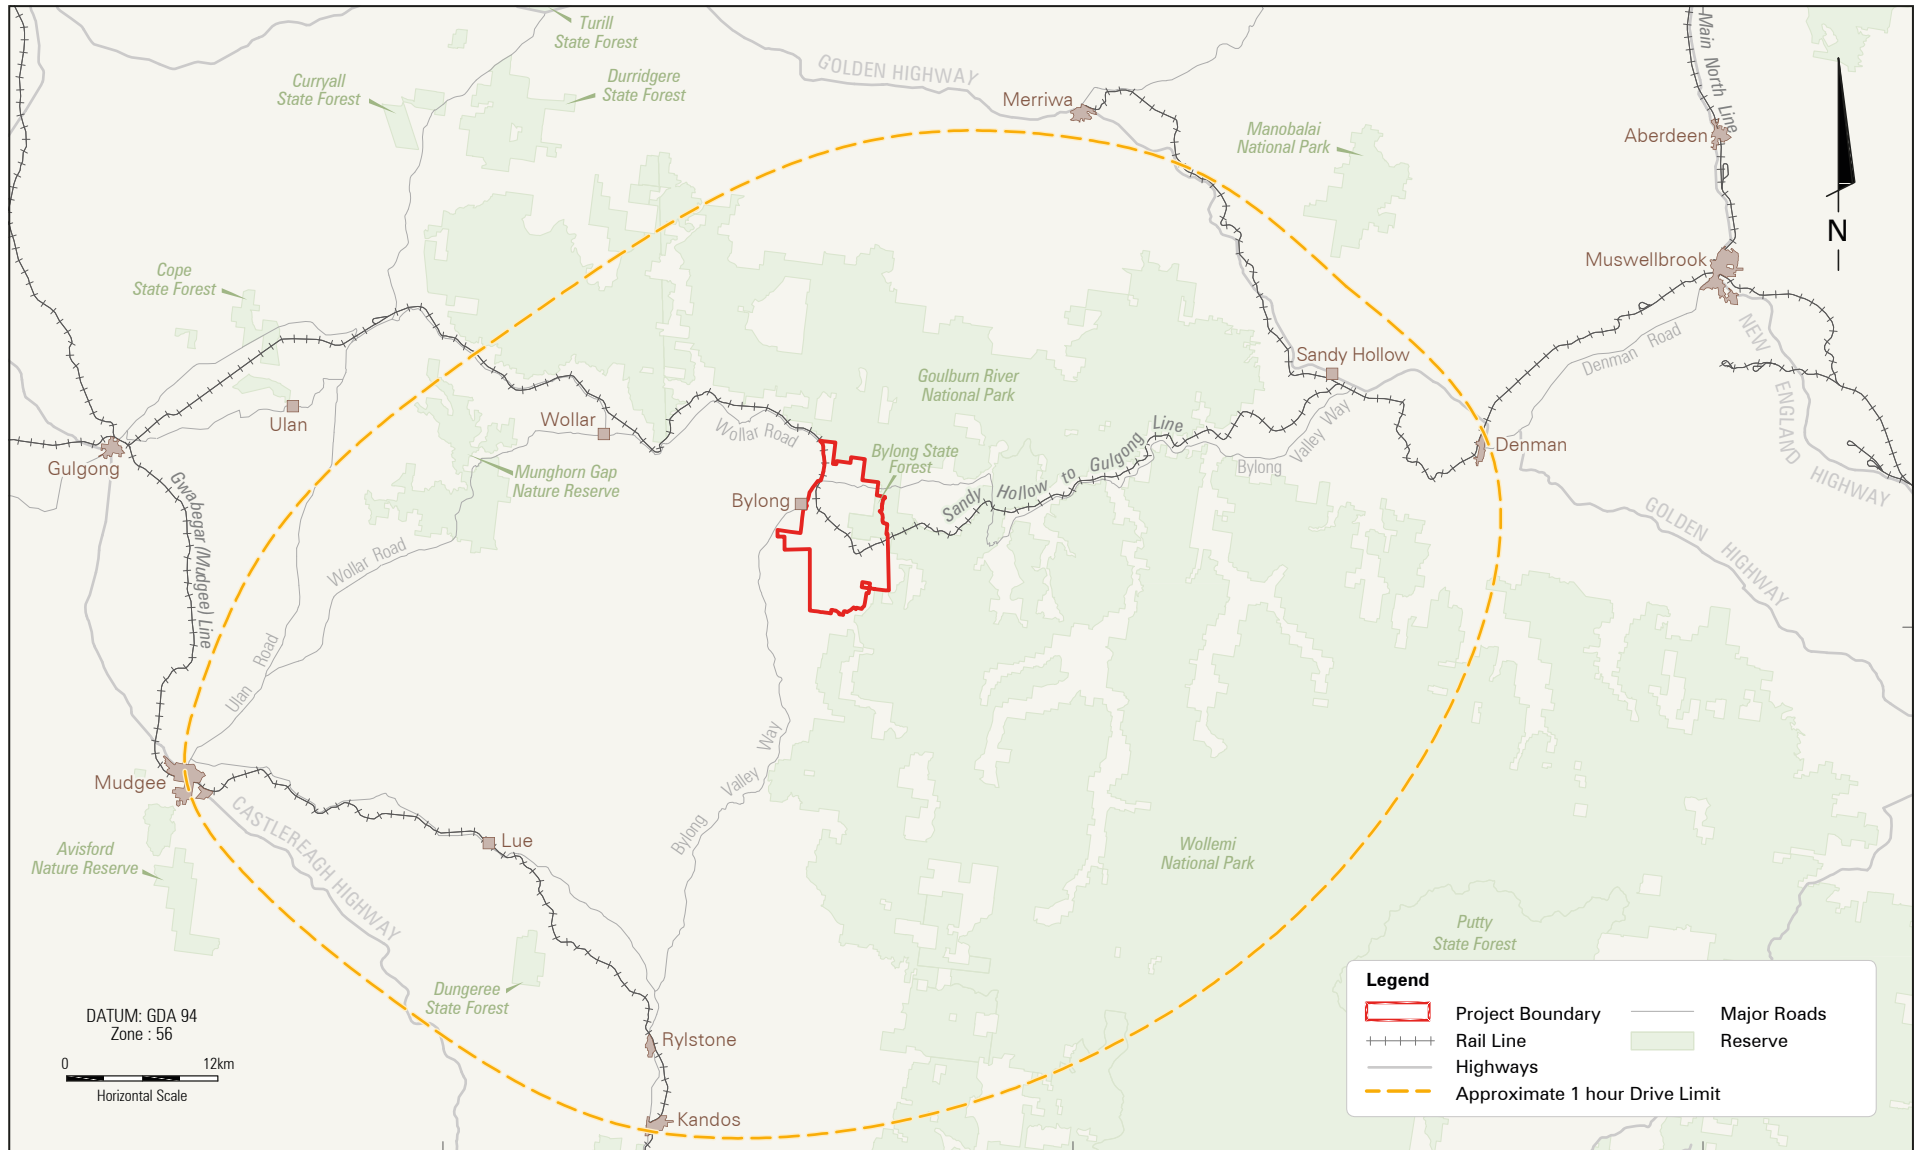 Turill
State Forest
GOLDEN HIGHWAY
Main North Line
Curryall
State Forest
Durridgere
State Forest
Merriwa
Manobalai
National Park
Aberdeen
N
Muswellbrook
Cope
State Forest
NEW
ENGLAND
HIGHWAY
Denman Road
Sandy Hollow
Goulburn River
National Park
Ulan
Wollar
Wollar Road
Bylong State
Forest
Sandy Hollow to Gulgong Line
Bylong Valley Way
Denman
Gulgong
Munghorn Gap
Nature Reserve
Bylong
GOLDEN HIGHWAY
Gwabegar (Mudgee) Line
Wollar Road
Ulan Road
Bylong Valley Way
Mudgee
CASTLEREAGH HIGHWAY
Lue
Avisford
Nature Reserve
Wollemi
National Park
Putty
State Forest
Dungeree
State Forest
Rylstone
Kandos
DATUM: GDA 94
Zone : 56
0 12km
Horizontal Scale
Legend
Project Boundary
Rail Line
Highways
Approximate 1 hour Drive Limit
Major Roads
Reserve